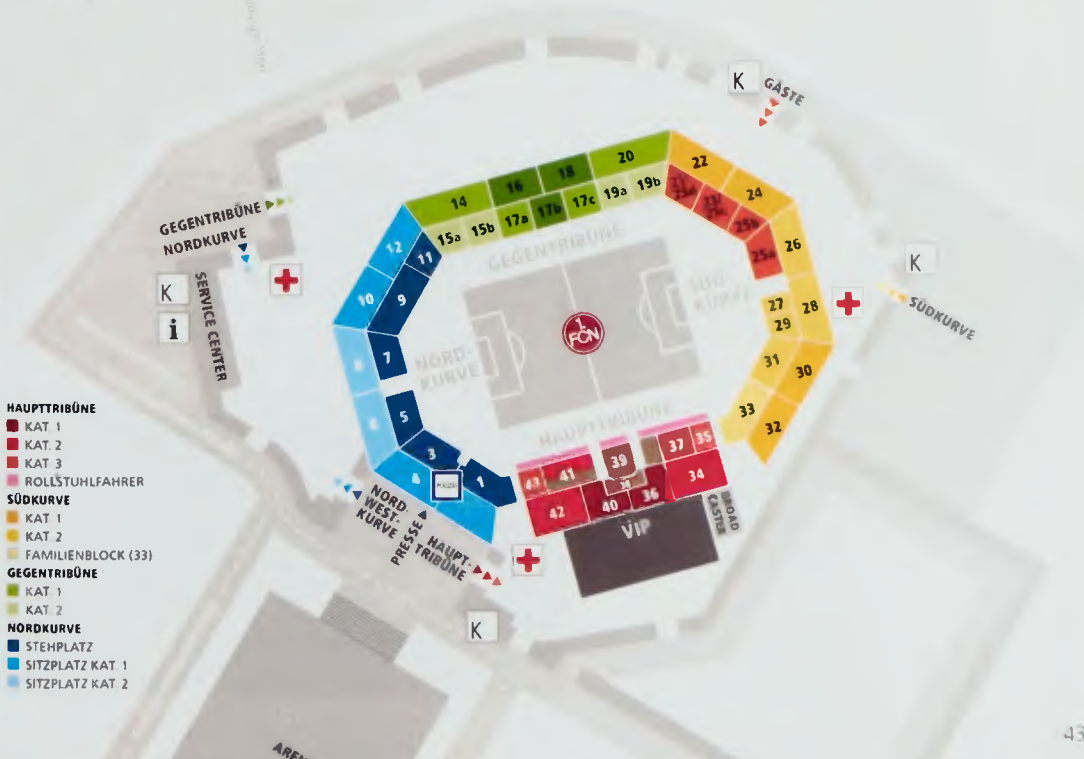 K
GÄSTE
22
20
24
18
16
14
19b
19a
17c
17b
17a
15b
15a
25b
25a
26
GEGENTRIBÜNE
NORDKURVE
12
11
GEGENTRIBÜNE
K
SÜDKURVE
SÜD
KURVE
10
9
27
28
29
K
i
SERVICE CENTER
1.
FCN
7
NORD-
KURVE
31
30
5
33
32
HAUPTTRIBÜNE
3
1
43
41
39
37
35
42
40
36
34
VIP
BROAD
CASTER
NORD-
WEST-
KURVE
PRESSE
HAUPT-
TRIBÜNE
K
HAUPTTRIBÜNE
KAT. 1
KAT. 2
KAT. 3
ROLLSTUHLFAHRER
SÜDKURVE
KAT. 1
KAT. 2
FAMILIENBLOCK (33)
GEGENTRIBÜNE
KAT. 1
KAT. 2
NORDKURVE
STEHPLATZ
SITZPLATZ KAT. 1
SITZPLATZ KAT. 2
43